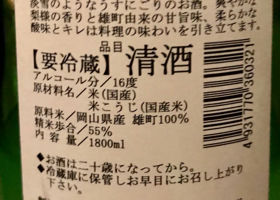 淡雪のようなうすにごりのお酒。爽やかな
梨様の香りと雄町由来の甘旨味、柔らかな
酸味とキレは料理の味わいを引き立てます。
品目
【要冷蔵】清酒
アルコール分/16度
原材料名/米(国産)
米こうじ(国産米)
原料米/岡山県産 雄町100%
精米歩合/55%
内容量/1800ml
◆お酒は二十歳になってから。
◆冷蔵庫に保管しお早目にお召し上がり
下さい。
4937770360321